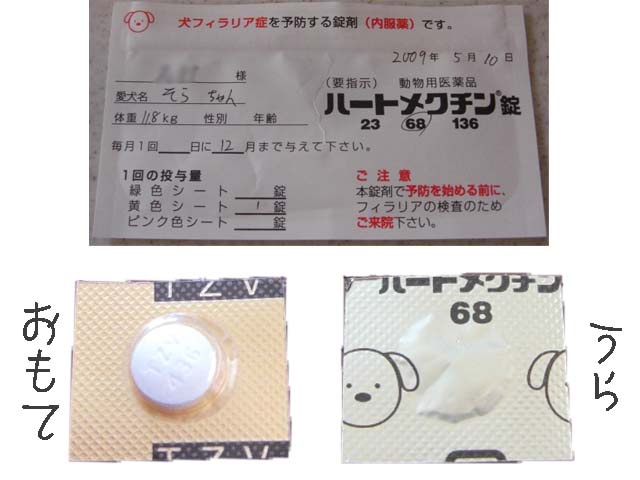 犬フィラリア症を予防する錠剤(内服薬)です。
2009年 5月 10日
様
(要指示) 動物用医薬品
愛犬名 そら ちゃん
ハートメクチン®錠
体重 11.8kg 性別 年齢
23 68 136
毎月1回 日に 12 月まで与えて下さい。
1回の投与量
緑色シート 錠
黄色シート 1 錠
ピンク色シート 錠
ご 注 意
本錠剤で予防を始める前に、
フィラリアの検査のため
ご来院下さい。
おもて
TZV
TZV
M36
TZV
ハートメクチン
68
うら